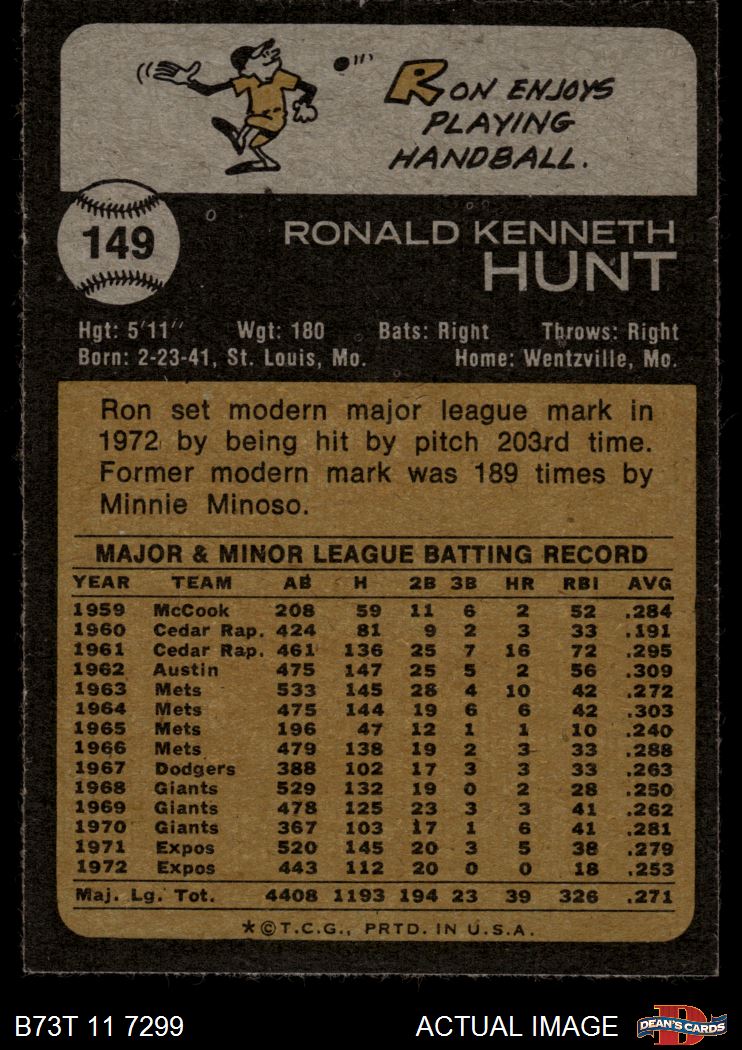 RON ENJOYS
PLAYING
HANDBALL.
149
RONALD KENNETH
HUNT
Hgt: 5'11" Wgt: 180 Bats: Right Throws: Right
Born: 2-23-41, St. Louis, Mo. Home: Wentzville, Mo.
Ron set modern major league mark in
1972 by being hit by pitch 203rd time.
Former modern mark was 189 times by
Minnie Minoso.
MAJOR & MINOR LEAGUE BATTING RECORD
YEAR TEAM AB H 2B 3B HR RBI AVG
1959 McCook 208 59 11 6 2 52 .284
1960 Cedar Rap. 424 81 9 2 3 33 .191
1961 Cedar Rap. 461 136 25 7 16 72 .295
1962 Austin 475 147 25 5 2 56 .309
1963 Mets 533 145 28 4 10 42 .272
1964 Mets 475 144 19 6 6 42 .303
1965 Mets 196 47 12 1 1 10 .240
1966 Mets 479 138 19 2 3 33 .288
1967 Dodgers 388 102 17 3 3 33 .263
1968 Giants 529 132 19 0 2 28 .250
1969 Giants 478 125 23 3 3 41 .262
1970 Giants 367 103 17 1 6 41 .281
1971 Expos 520 145 20 3 5 38 .279
1972 Expos 443 112 20 0 0 18 .253
Maj. Lg. Tot. 4408 1193 194 23 39 326 .271
*©T.C.G., PRTD. IN U.S.A.
B73T 11 7299 ACTUAL IMAGE DEAN'S CARDS